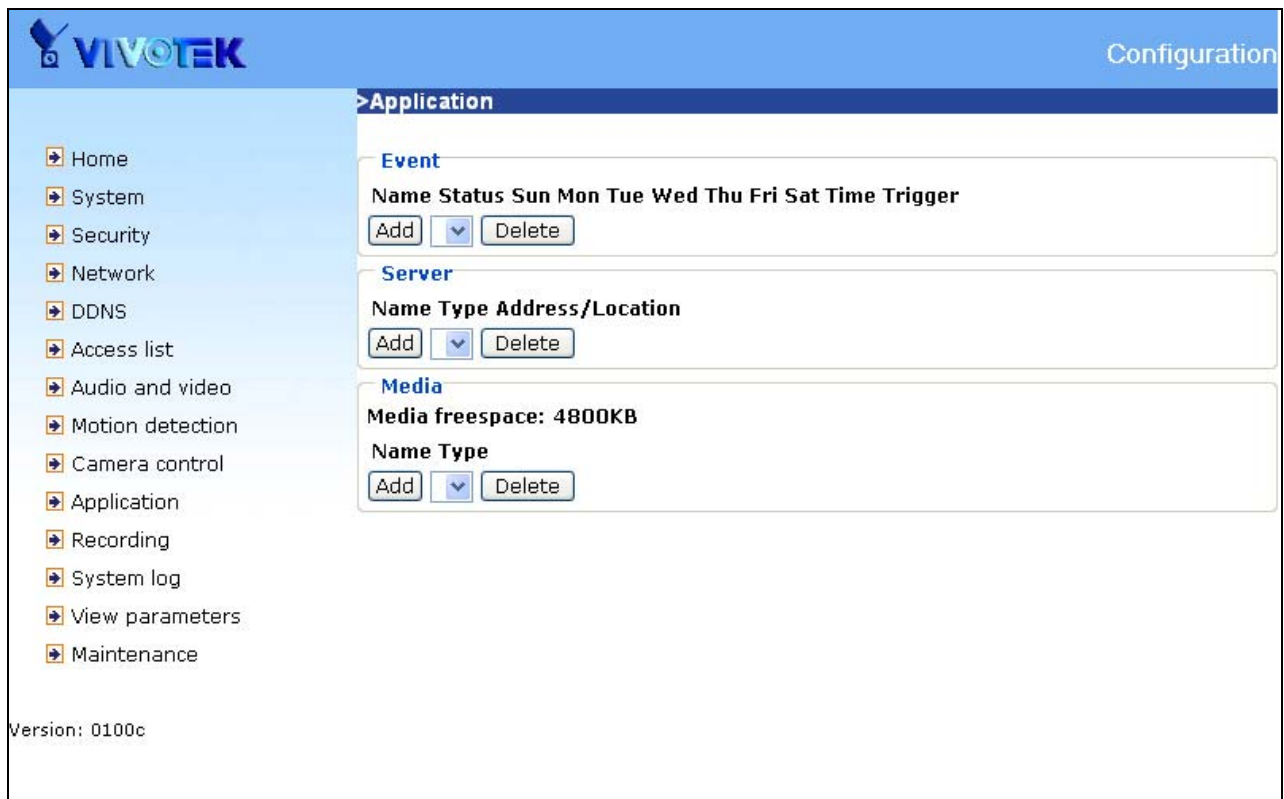 VIVOTEK
Configuration
>Application
Home
System
Security
Network
DDNS
Access list
Audio and video
Motion detection
Camera control
Application
Recording
System log
View parameters
Maintenance
Version: 0100c
Event
Name Status Sun Mon Tue Wed Thu Fri Sat Time Trigger
Add Delete
Server
Name Type Address/Location
Add Delete
Media
Media freespace: 4800KB
Name Type
Add Delete